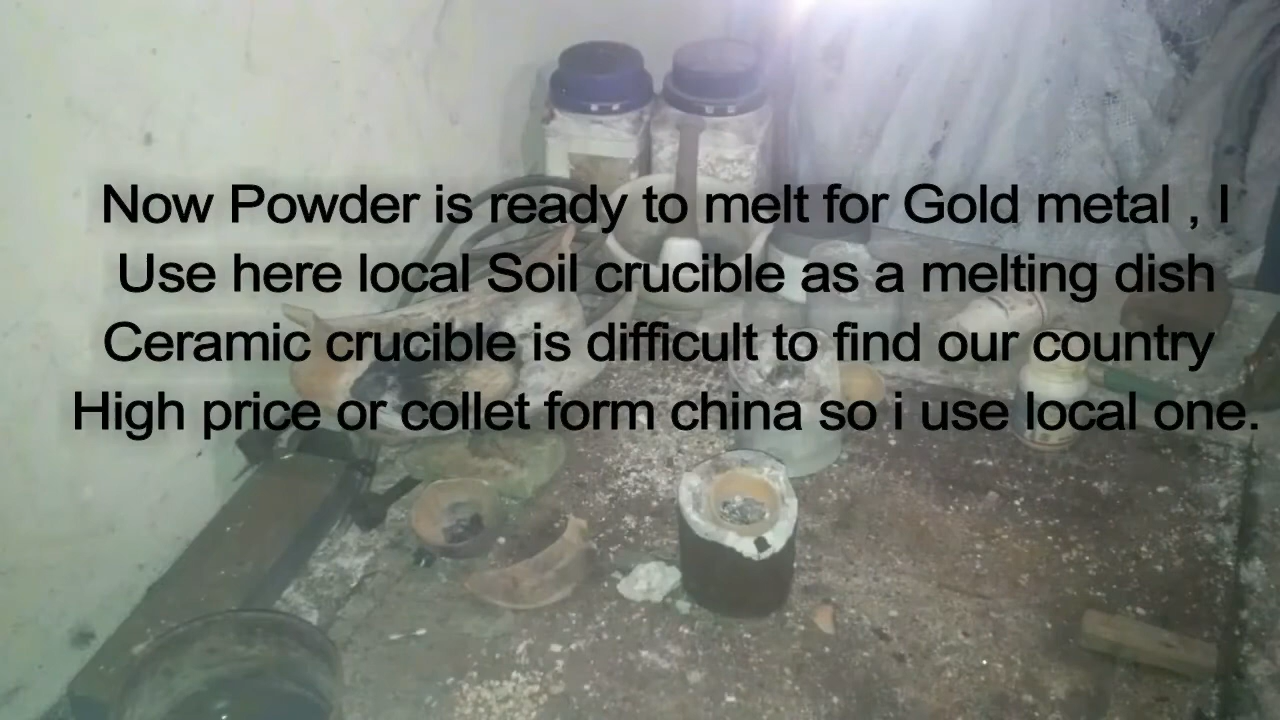 Now Powder is ready to melt for Gold metal , I
Use here local Soil crucible as a melting dish
Ceramic crucible is difficult to find our country
High price or collet form china so i use local one.